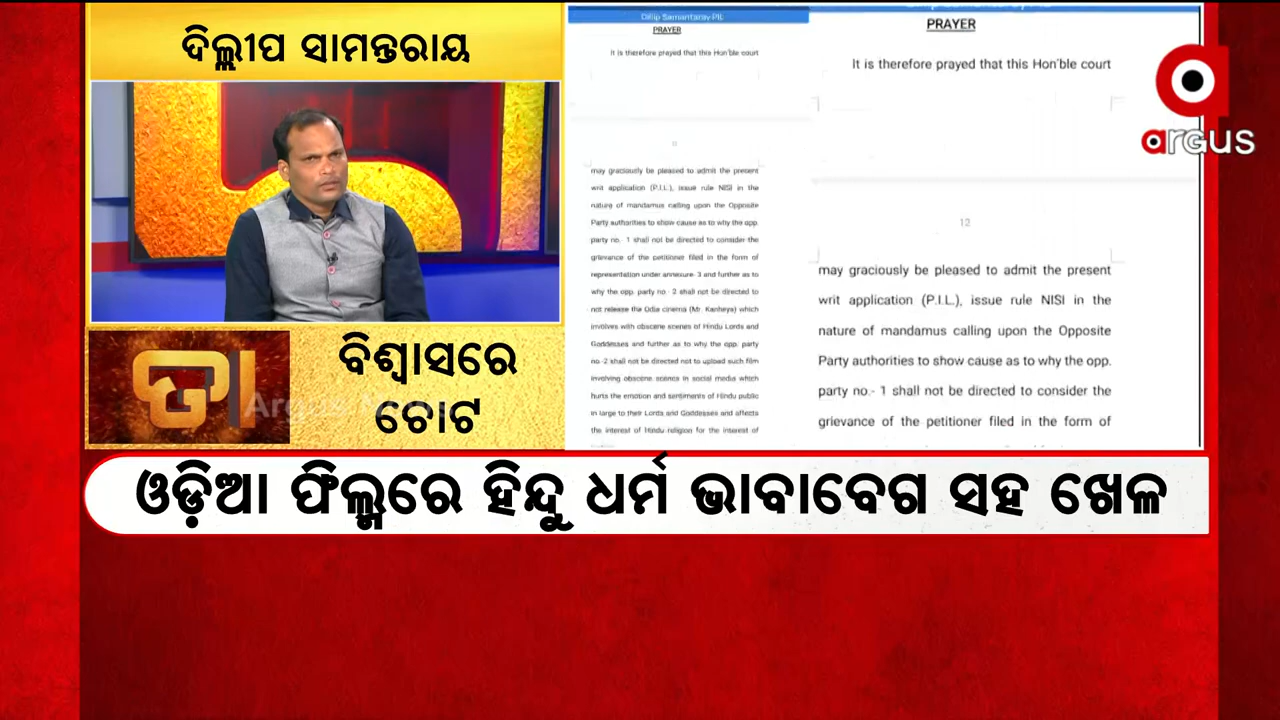 ଦିଲ୍ଲୀପ ସାମନ୍ତରାୟ
ବିଶ୍ୱାସରେ
ଚୋଟ
Argus News
Dillip Samantaray PIL
PRAYER
It is therefore prayed that this Hon'ble court
may graciously be pleased to admit the present
writ application (P.I.L.), issue rule NISI in the
nature of mandamus calling upon the Opposite
Party authorities to show cause as to why the opp.
party no.- 1 shall not be directed to consider the
grievance of the petitioner filed in the form of
representation under annexure- 3 and further as to
why the opp. party no.- 2 shall not be directed to
not release the Odia cinema (Mr. Kanheya) which
involves with obscene scenes of Hindu Lords and
Goddesses and further as to why the opp. party
no.-2 shall not be directed not to upload such film
involving obscene scence in social media which
hurts the emotion and sentiments of Hindu public
in large to their Lords and Goddesses and affects
the interest of Hindu religion for the interest of
PRAYER
It is therefore prayed that this Hon'ble court
12
may graciously be pleased to admit the present
writ application (P.I.L.), issue rule NISI in the
nature of mandamus calling upon the Opposite
Party authorities to show cause as to why the opp.
party no.- 1 shall not be directed to consider the
grievance of the petitioner filed in the form of
argus
ଓଡ଼ିଆ ଫିଲ୍ମରେ ହିନ୍ଦୁ ଧର୍ମ ଭାବାବେଗ ସହ ଖେଳ